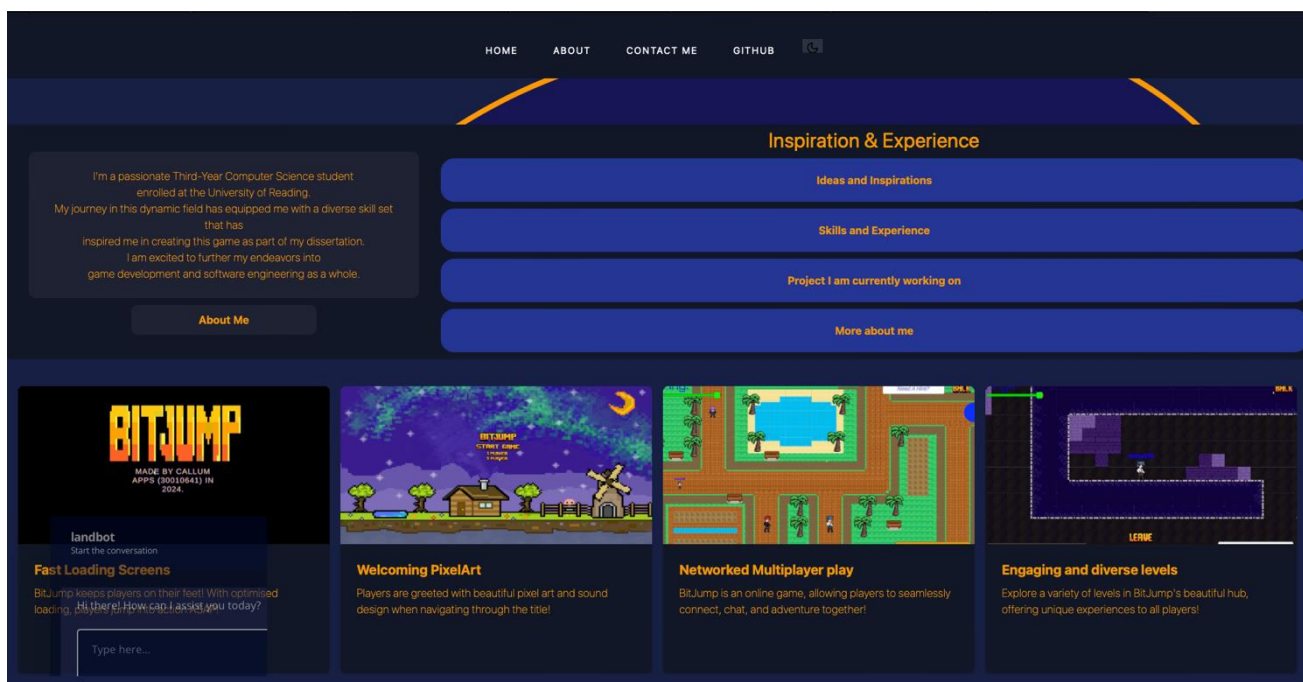 HOME ABOUT CONTACT ME GITHUB
I'm a passionate Third-Year Computer Science student
enrolled at the University of Reading.
My journey in this dynamic field has equipped me with a diverse skill set
that has
inspired me in creating this game as part of my dissertation.
I am excited to further my endeavors into
game development and software engineering as a whole.
About Me
Inspiration & Experience
Ideas and Inspirations
Skills and Experience
Project I am currently working on
More about me
BITJUMP
MADE BY CALLUM
APPS (30010641) IN
2024.
landbot
Start the conversation
Fast Loading Screens
BitJump keeps players on their feet! With optimised
loading, players jump into action ASAP!
Hi there! How can I assist you today?
Type here...
BITJUMP
START GAME
Welcoming PixelArt
Players are greeted with beautiful pixel art and sound
design when navigating through the title!
Networked Multiplayer play
BitJump is an online game, allowing players to seamlessly
connect, chat, and adventure together!
LEAVE
Engaging and diverse levels
Explore a variety of levels in BitJump's beautiful hub,
offering unique experiences to all players!